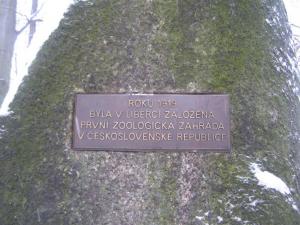 ROKU 1919
BYLA V LIBERCI ZALOŽENA
PRVNÍ ZOOLOGICKÁ ZAHRADA
V ČESKOSLOVENSKÉ REPUBLICE